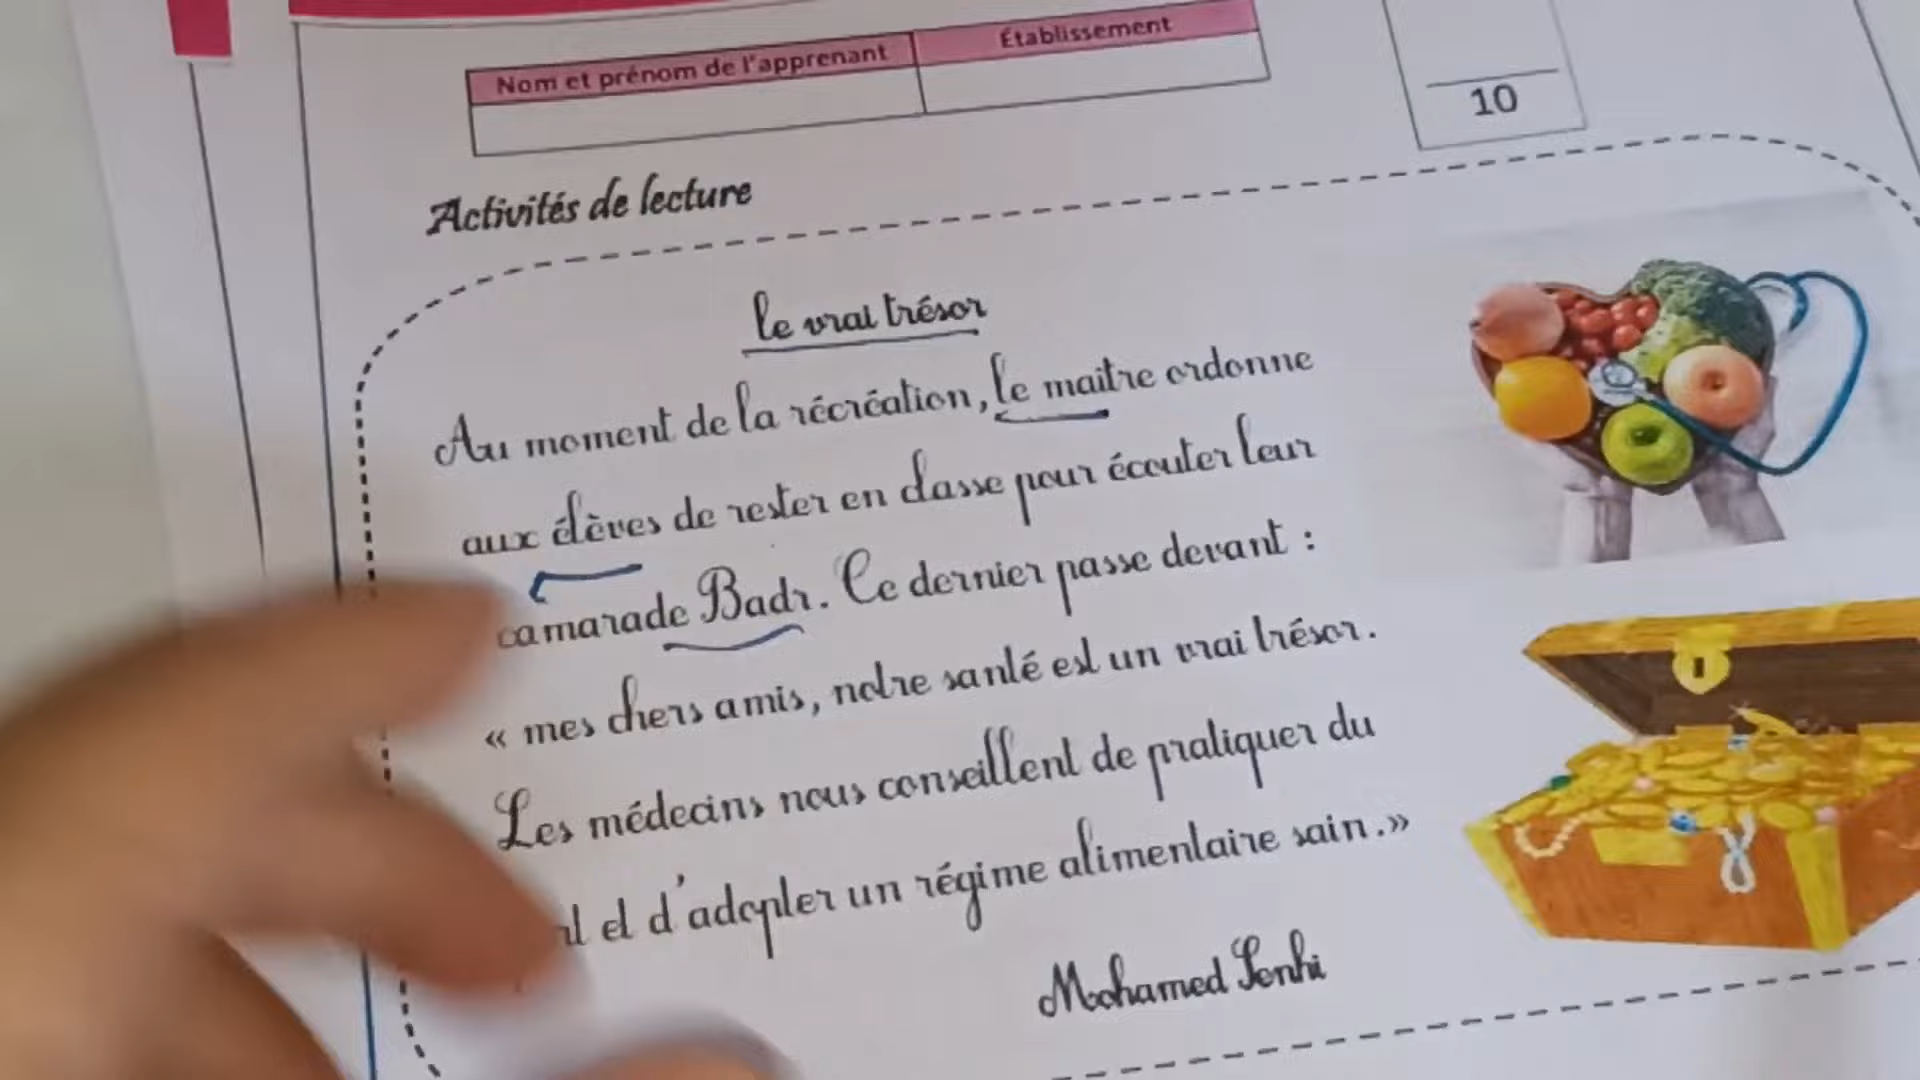 Nom et prénom de l'apprenant
Établissement
10
Activités de lecture
le vrai trésor
Au moment de la récréation, le maitre ordonne
aux élèves de rester en classe pour écouter leur
camarade Badr. Ce dernier passe devant :
« mes chers amis, notre santé est un vrai trésor.
Les médecins nous conseillent de pratiquer du
et d'adopter un régime alimentaire sain.»
Mohamed Senhi